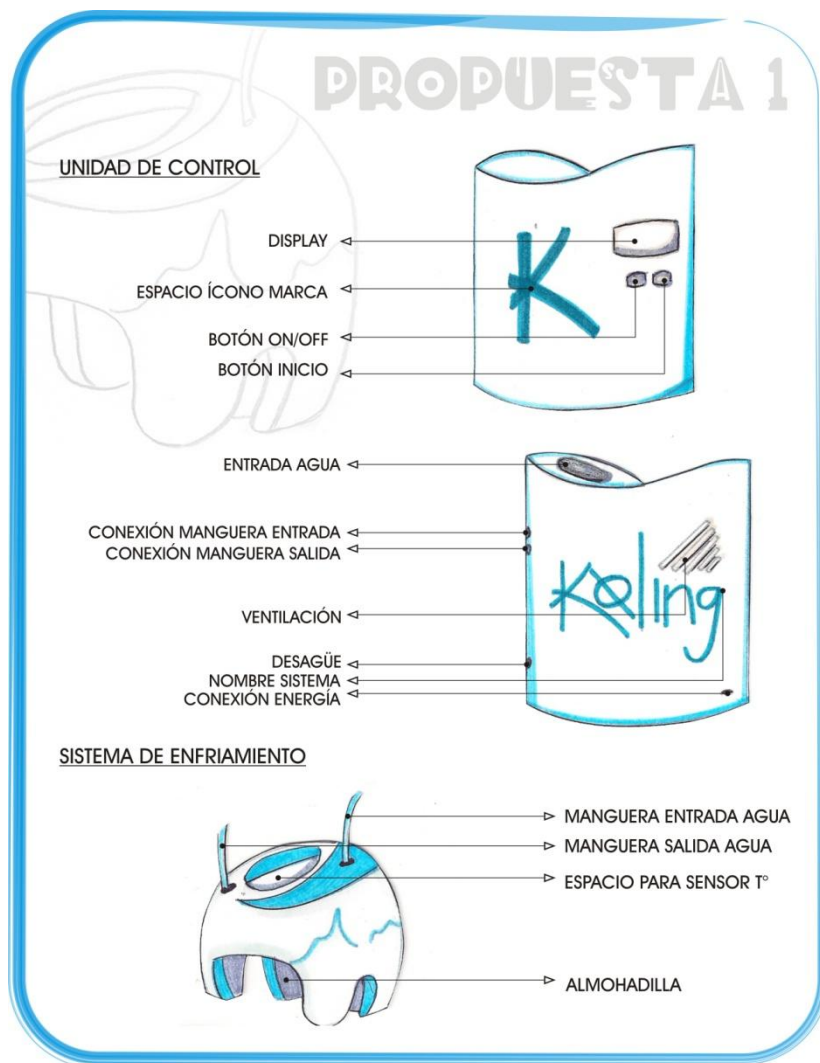 PROPUESTA 1
UNIDAD DE CONTROL
DISPLAY
ESPACIO ÍCONO MARCA
BOTÓN ON/OFF
BOTÓN INICIO
K
ENTRADA AGUA
CONEXIÓN MANGUERA ENTRADA
CONEXIÓN MANGUERA SALIDA
VENTILACIÓN
DESAGÜE
NOMBRE SISTEMA
CONEXIÓN ENERGÍA
Koling
SISTEMA DE ENFRIAMIENTO
MANGUERA ENTRADA AGUA
MANGUERA SALIDA AGUA
ESPACIO PARA SENSOR Tº
ALMOHADILLA